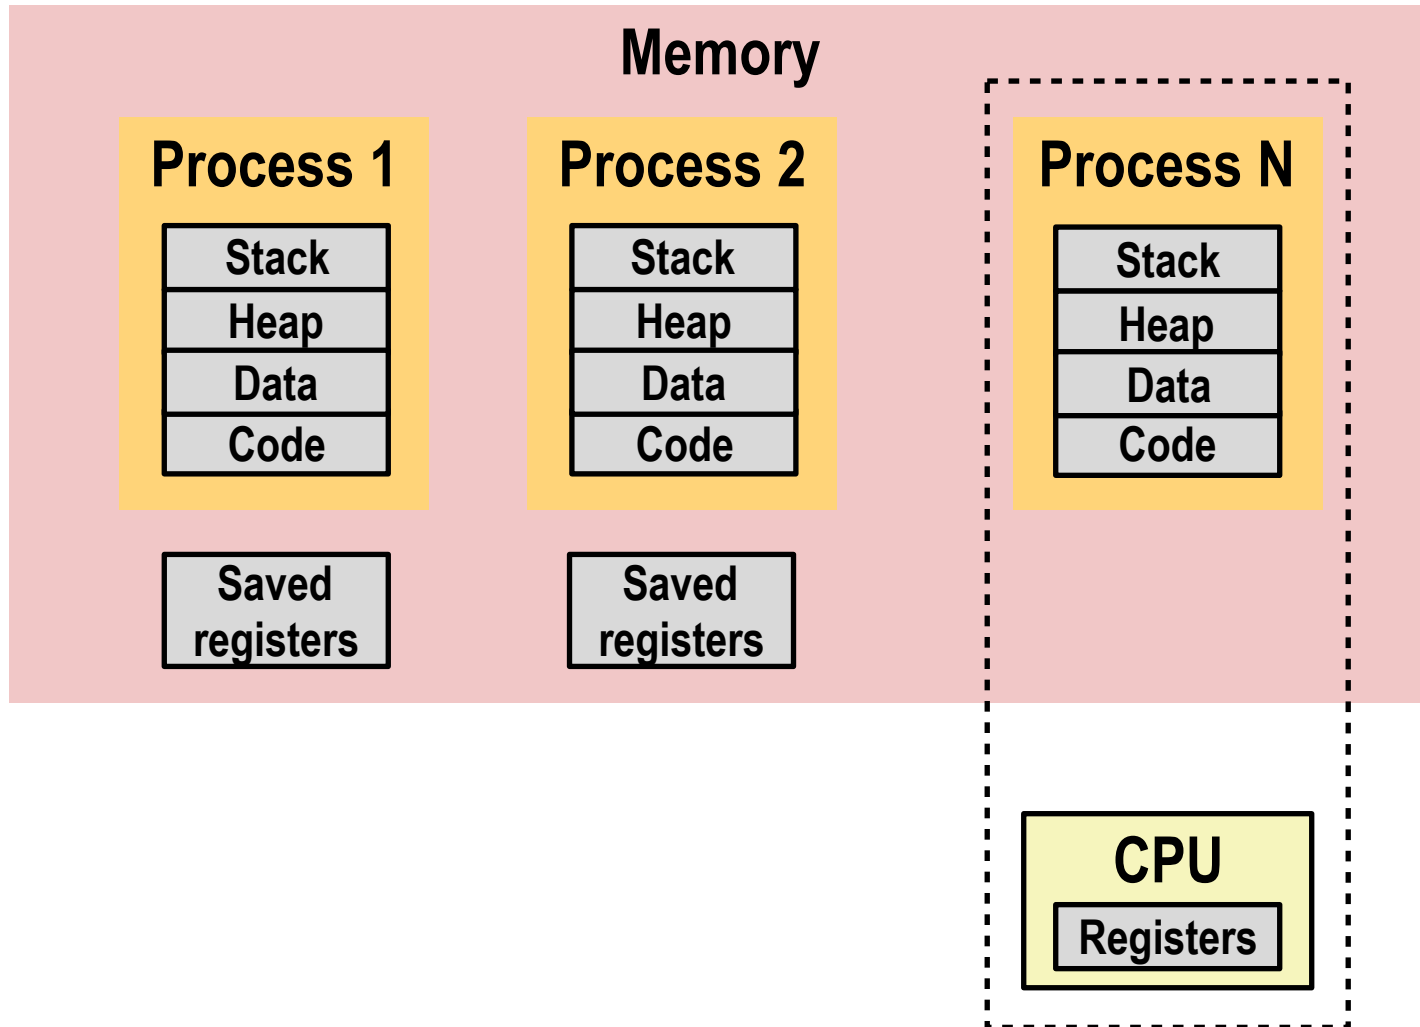 Memory
Process 1
Stack
Heap
Data
Code
Saved
registers
Process 2
Stack
Heap
Data
Code
Saved
registers
Process N
Stack
Heap
Data
Code
CPU
Registers